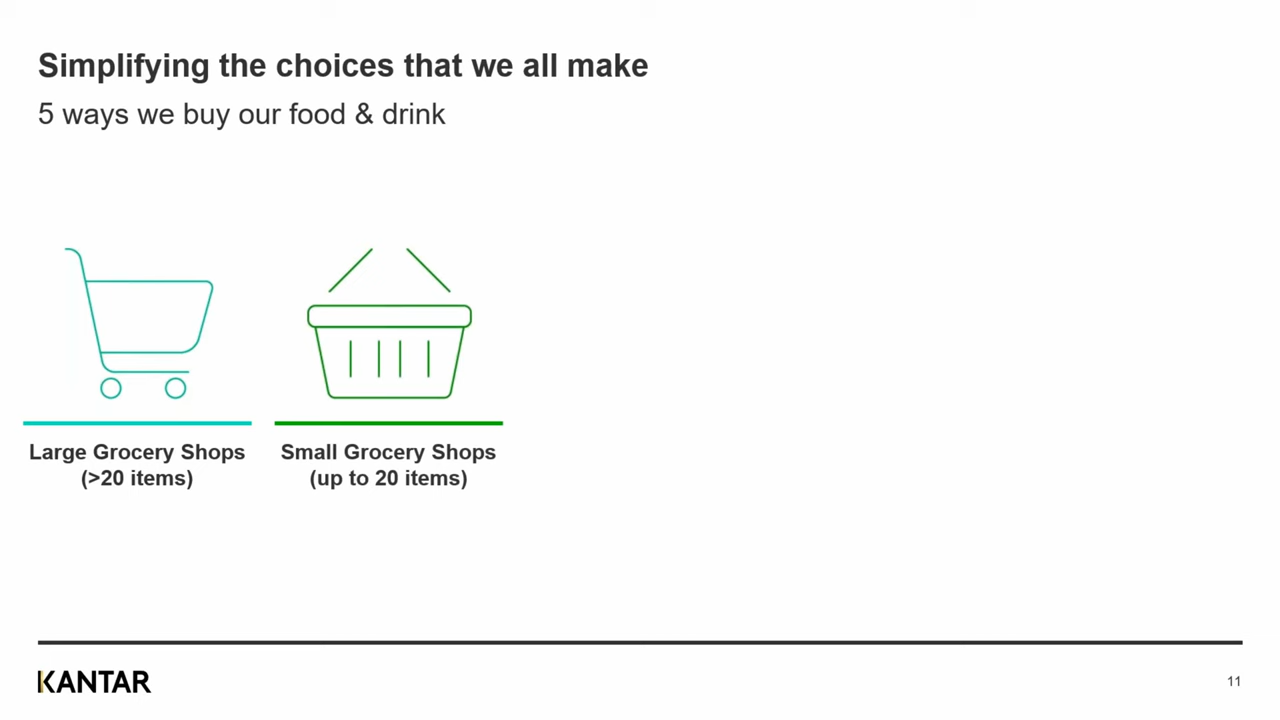 Simplifying the choices that we all make
5 ways we buy our food & drink
Large Grocery Shops
(>20 items)
Small Grocery Shops
(up to 20 items)
KANTAR
11